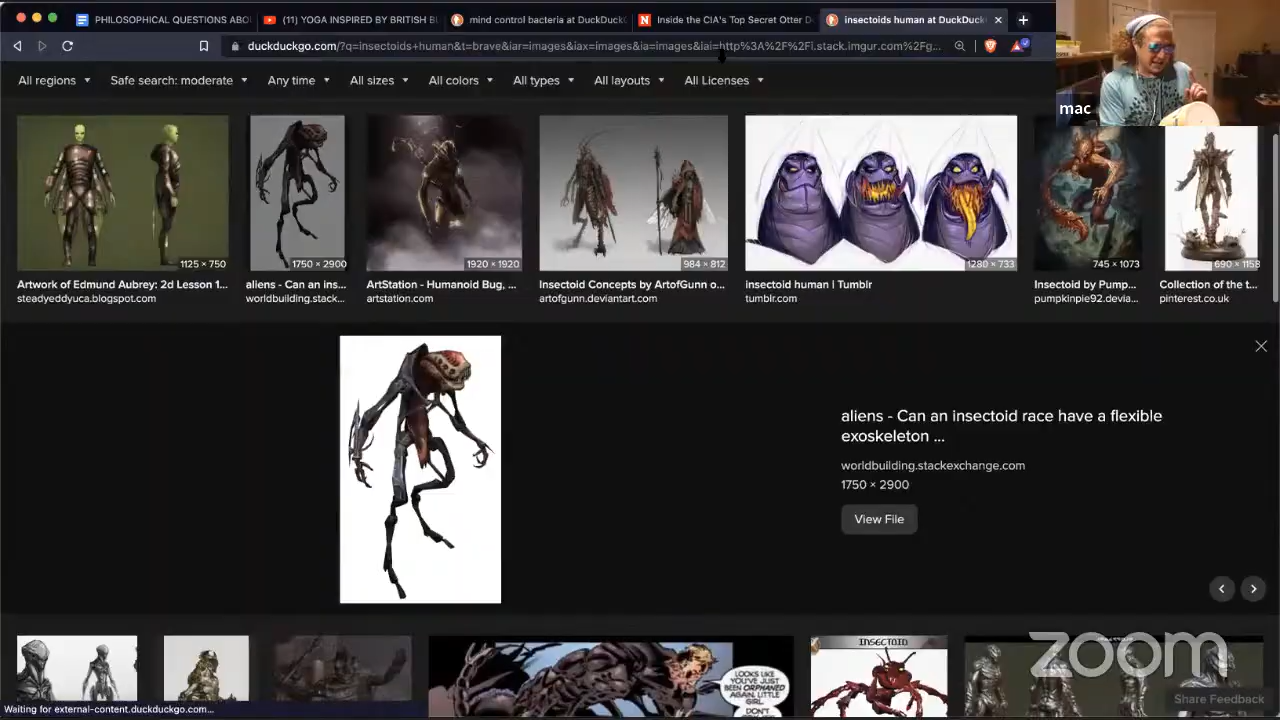 PHILOSOPHICAL QUESTIONS ABOU
(11) YOGA INSPIRED BY BRITISH BI
mind control bacteria at DuckDuckG
Inside the CIA's Top Secret Otter D
insectoids human at DuckDuck
duckduckgo.com/?q=insectoids+human&t=brave&iar=images&iax=images&ia=images&iai=http%3A%2F%2Fi.stack.imgur.com%2Fg...
All regions
Safe search: moderate
Any time
All sizes
All colors
All types
All layouts
All Licenses
mac
1125 × 750
1750 × 2900
1920 × 1920
984 × 812
1280 × 733
745 × 1073
690 × 1158
Artwork of Edmund Aubrey: 2d Lesson 1...
steadyeddyuca.blogspot.com
aliens - Can an ins...
worldbuilding.stack...
ArtStation - Humanoid Bug, ...
artstation.com
Insectoid Concepts by ArtofGunn o...
artofgunn.deviantart.com
insectoid human | Tumblr
tumblr.com
Insectoid by Pump...
pumpkinpie92.devia...
Collection of the t...
pinterest.co.uk
aliens - Can an insectoid race have a flexible
exoskeleton ...
worldbuilding.stackexchange.com
1750 × 2900
View File
LOOKS LIKE
YOU'VE JUST
BEEN ORPHANED
AGAIN, LITTLE
GIRL.
DON'T
INSECTOID
zoom
Share Feedback
Waiting for external-content.duckduckgo.com...